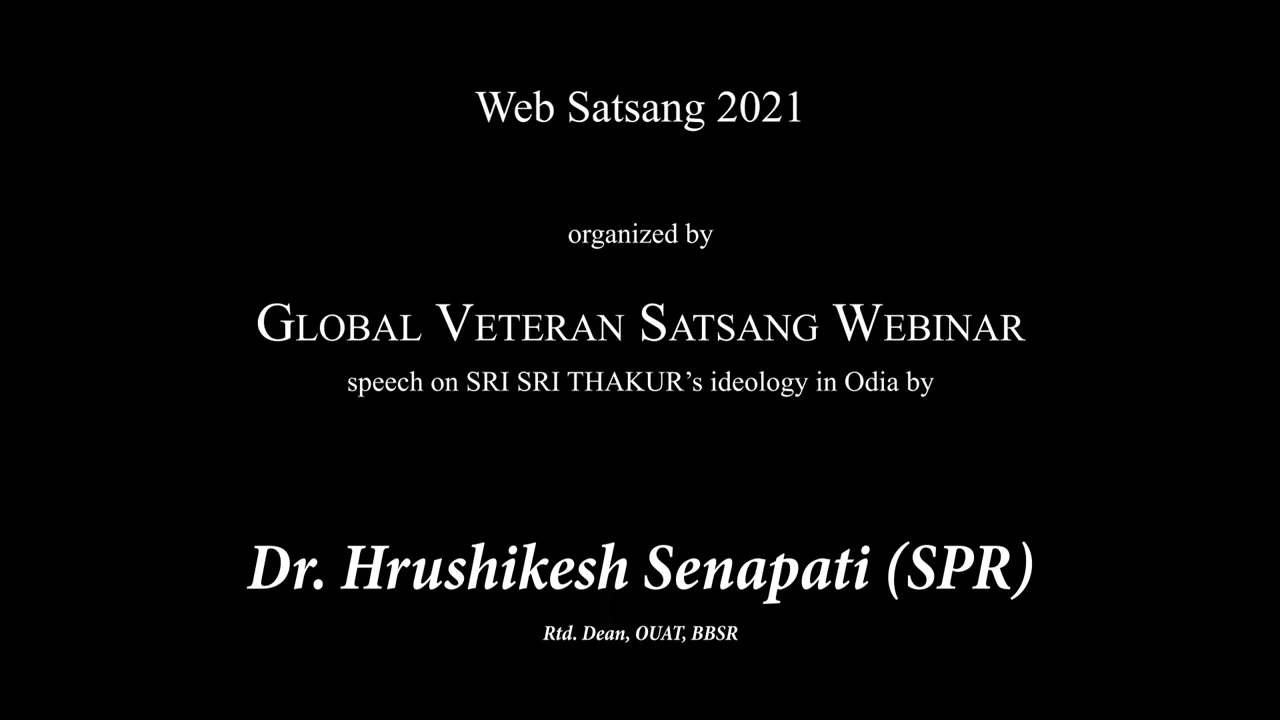 Web Satsang 2021
organized by
GLOBAL VETERAN SATSANG WEBINAR
speech on SRI SRI THAKUR’s ideology in Odia by
Dr. Hrushikesh Senapati (SPR)
Rtd. Dean, OUAT, BBSR